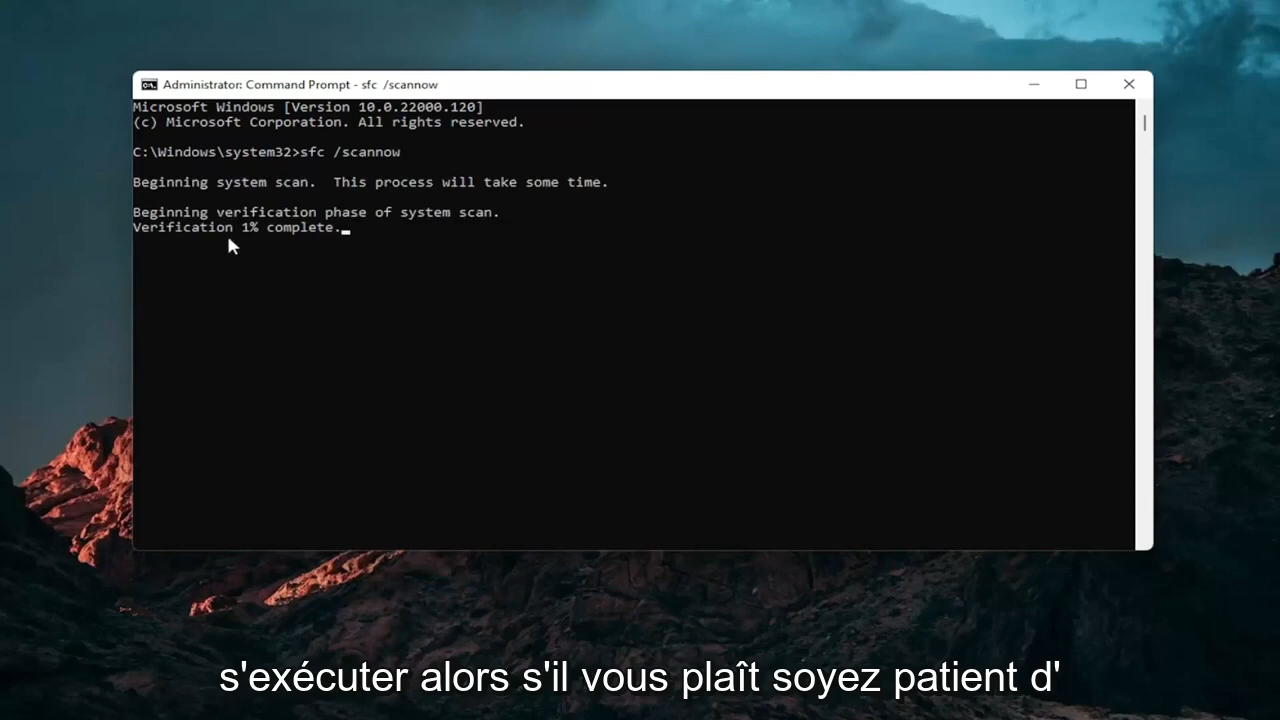 Administrator: Command Prompt - sfc  /scannow
Microsoft Windows [Version 10.0.22000.120]
(c) Microsoft Corporation. All rights reserved.
C:\Windows\system32>sfc /scannow
Beginning system scan.  This process will take some time.
Beginning verification phase of system scan.
Verification 1% complete.
s'exécuter alors s'il vous plaît soyez patient d'